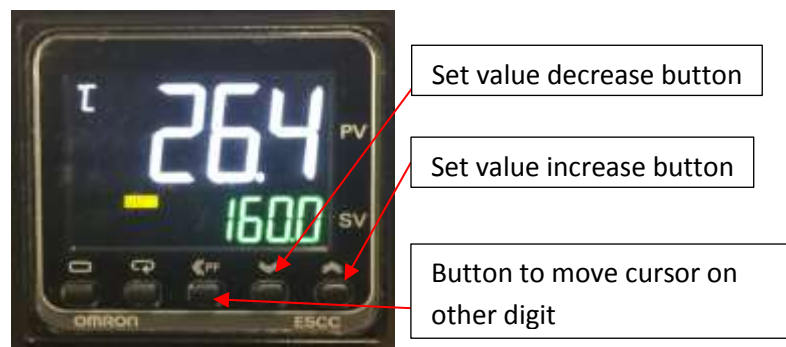 Set value decrease button
26.4
PV
Set value increase button
160.0
SV
PF
Button to move cursor on
other digit
OMRON
E5CC